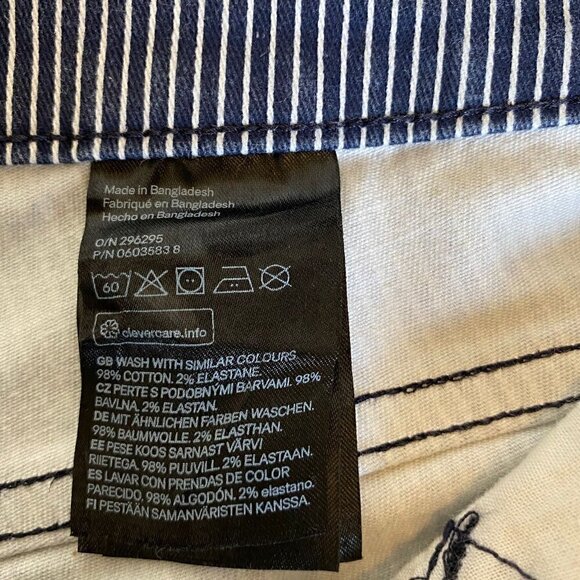 Made in Bangladesh
Fabriqué en Bangladesh
Hecho en Bangladesh
O/N 296295
P/N 0603583 8
60
clevercare.info
GB WASH WITH SIMILAR COLOURS
98% COTTON. 2% ELASTANE.
CZ PERTE S PODOBNÝMI BARVAMI. 98%
BAVLNA. 2% ELASTAN.
DE MIT ÄHNLICHEN FARBEN WASCHEN.
98% BAUMWOLLE. 2% ELASTHAN.
EE PESE KOOS SARNAST VÄRVI
RIIETEGA. 98% PUUVILL. 2% ELASTAAN.
ES LAVAR CON PRENDAS DE COLOR
PARECIDO. 98% ALGODÓN. 2% elastano.
FI PESTÄÄN SAMANVÄRISTEN KANSSA.